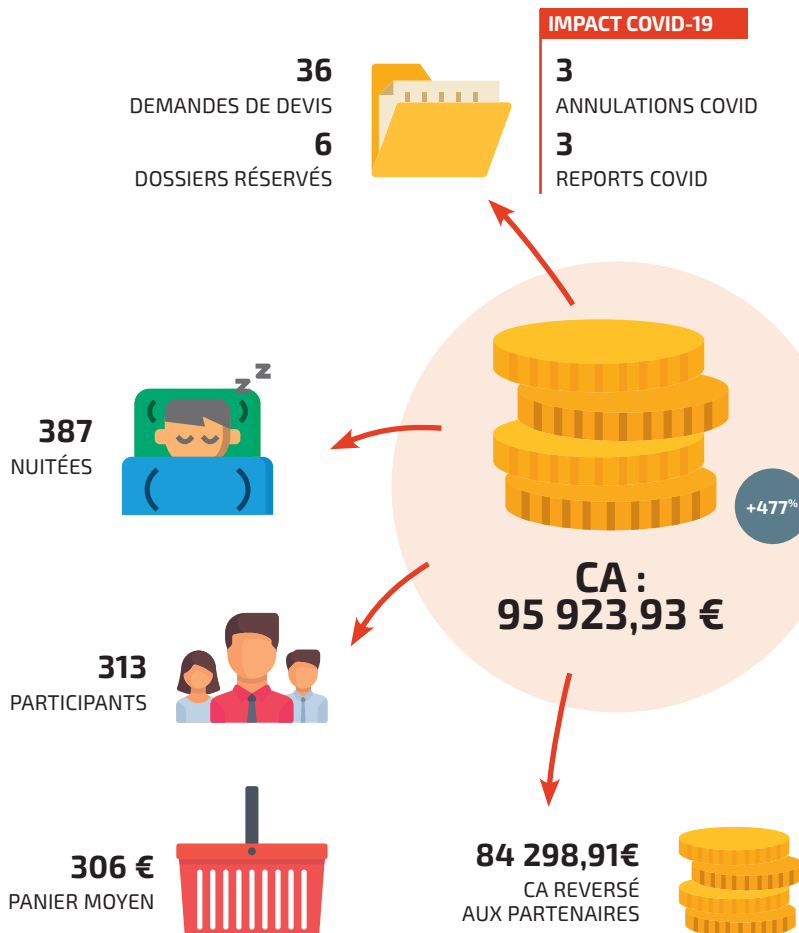 36
DEMANDES DE DEVIS
6
DOSSIERS RÉSERVÉS
IMPACT COVID-19
3
ANNULATIONS COVID
3
REPORTS COVID
z z
387
NUITÉES
+477%
CA :
95 923,93 €
313
PARTICIPANTS
306 €
PANIER MOYEN
84 298,91€
CA REVERSÉ
AUX PARTENAIRES